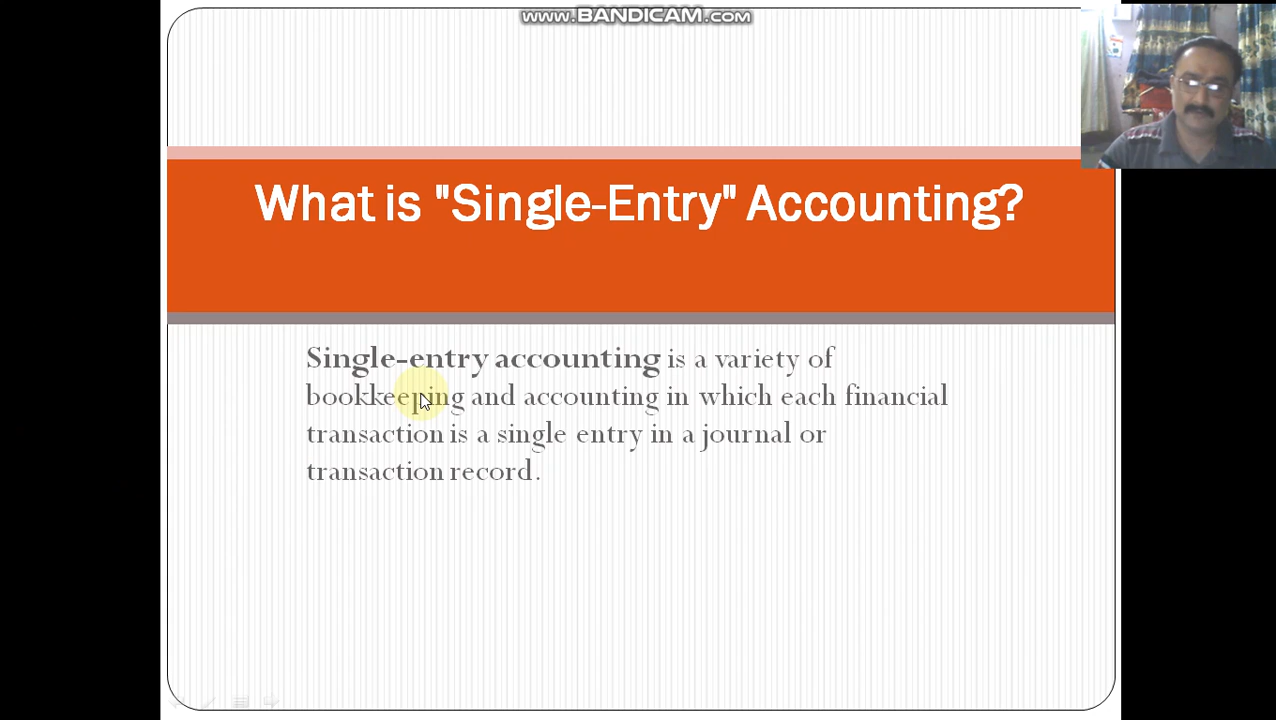 www.BANDICAM.com
What is "Single-Entry" Accounting?
Single-entry accounting is a variety of
bookkeeping and accounting in which each financial
transaction is a single entry in a journal or
transaction record.